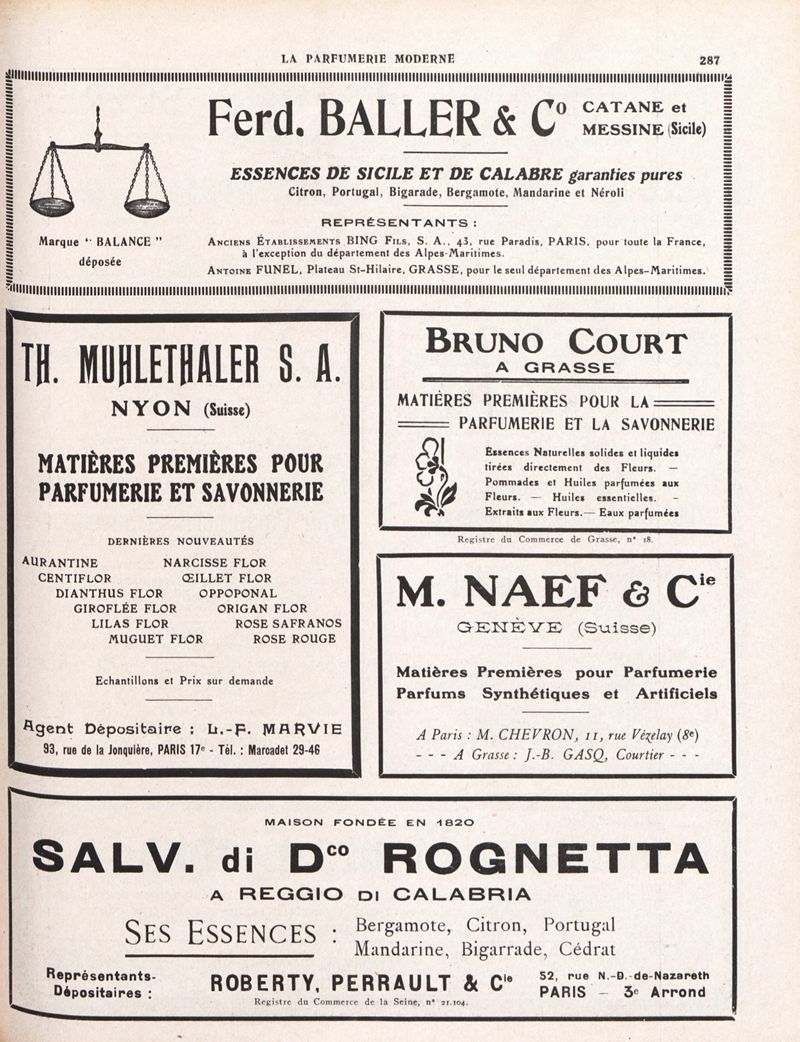 LA PARFUMERIE MODERNE
287
Ferd. BALLER & Cº
CATANE et
MESSINE (Sicile)
ESSENCES DE SICILE ET DE CALABRE garanties pures
Citron, Portugal, Bigarade, Bergamote, Mandarine et Néroli
REPRÉSENTANTS :
Marque “ BALANCE ”
déposée
ANCIENS ÉTABLISSEMENTS BING FILS, S. A., 43, rue Paradis, PARIS, pour toute la France,
à l'exception du département des Alpes-Maritimes.
ANTOINE FUNEL, Plateau St-Hilaire, GRASSE, pour le seul département des Alpes-Maritimes.
TH. MUHLETHALER S. A.
NYON (Suisse)
MATIÈRES PREMIÈRES POUR
PARFUMERIE ET SAVONNERIE
DERNIÈRES NOUVEAUTÉS
AURANTINE NARCISSE FLOR
CENTIFLOR ŒILLET FLOR
DIANTHUS FLOR OPPOPONAL
GIROFLÉE FLOR ORIGAN FLOR
LILAS FLOR ROSE SAFRANOS
MUGUET FLOR ROSE ROUGE
Echantillons et Prix sur demande
Agent Dépositaire : L.-F. MARVIE
93, rue de la Jonquière, PARIS 17e - Tél. : Marcadet 29-46
BRUNO COURT
A GRASSE
MATIÈRES PREMIÈRES POUR LA
PARFUMERIE ET LA SAVONNERIE
Essences Naturelles solides et liquides
tirées directement des Fleurs. —
Pommades et Huiles parfumées aux
Fleurs. — Huiles essentielles. –
Extraits aux Fleurs. — Eaux parfumées
Registre du Commerce de Grasse, n° 18.
M. NAEF & Cie
GENÈVE (Suisse)
Matières Premières pour Parfumerie
Parfums Synthétiques et Artificiels
A Paris : M. CHEVRON, 11, rue Vézelay (8e)
- - - A Grasse : J.-B. GASQ, Courtier - - -
MAISON FONDÉE EN 1820
SALV. di Dco ROGNETTA
A REGGIO DI CALABRIA
SES ESSENCES :
Bergamote, Citron, Portugal
Mandarine, Bigarrade, Cédrat
Représentants-
Dépositaires :
ROBERTY, PERRAULT & Cie
Registre du Commerce de la Seine, n° 21.104.
52, rue N.-D.-de-Nazareth
PARIS – 3e Arrond